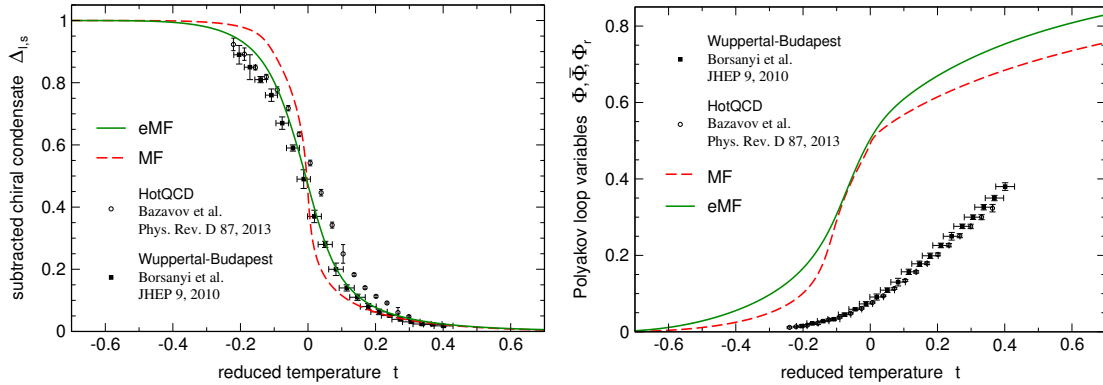 subtracted chiral condensate Δl,s
1
0.8
0.6
0.4
0.2
0
eMF
MF
HotQCD
Bazavov et al.
Phys. Rev. D 87, 2013
Wuppertal-Budapest
Borsanyi et al.
JHEP 9, 2010
-0.6 -0.4 -0.2 0 0.2 0.4 0.6
reduced temperature t
Polyakov loop variables Φ,Φ̄,Φr
0.8
0.6
0.4
0.2
0
Wuppertal-Budapest
Borsanyi et al.
JHEP 9, 2010
HotQCD
Bazavov et al.
Phys. Rev. D 87, 2013
MF
eMF
-0.6 -0.4 -0.2 0 0.2 0.4 0.6
reduced temperature t